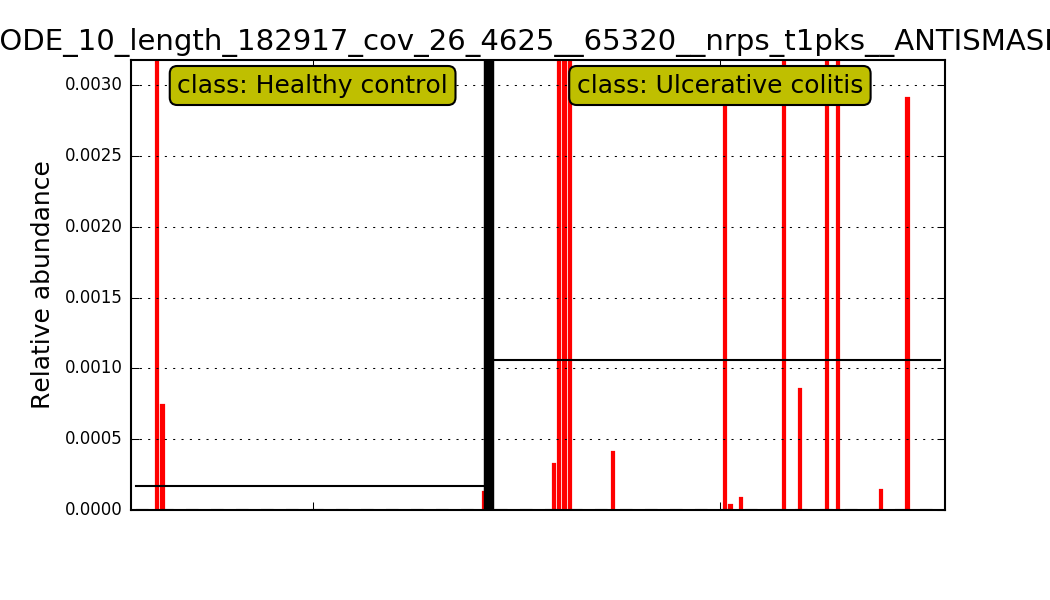 ODE_10_length_182917_cov_26_4625__65320__nrps_t1pks__ANTISMASI
class: Healthy control
class: Ulcerative colitis
Relative abundance
0.0030
0.0025
0.0020
0.0015
0.0010
0.0005
0.0000